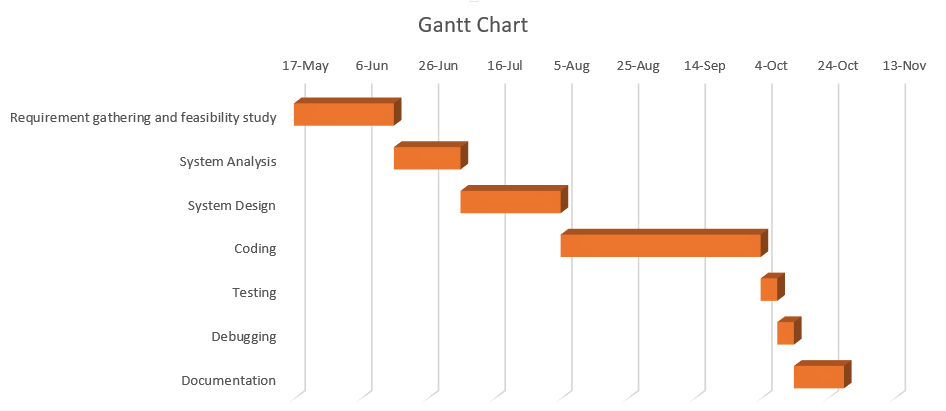 Gantt Chart
17-May 6-Jun 26-Jun 16-Jul 5-Aug 25-Aug 14-Sep 4-Oct 24-Oct 13-Nov
Requirement gathering and feasibility study
System Analysis
System Design
Coding
Testing
Debugging
Documentation